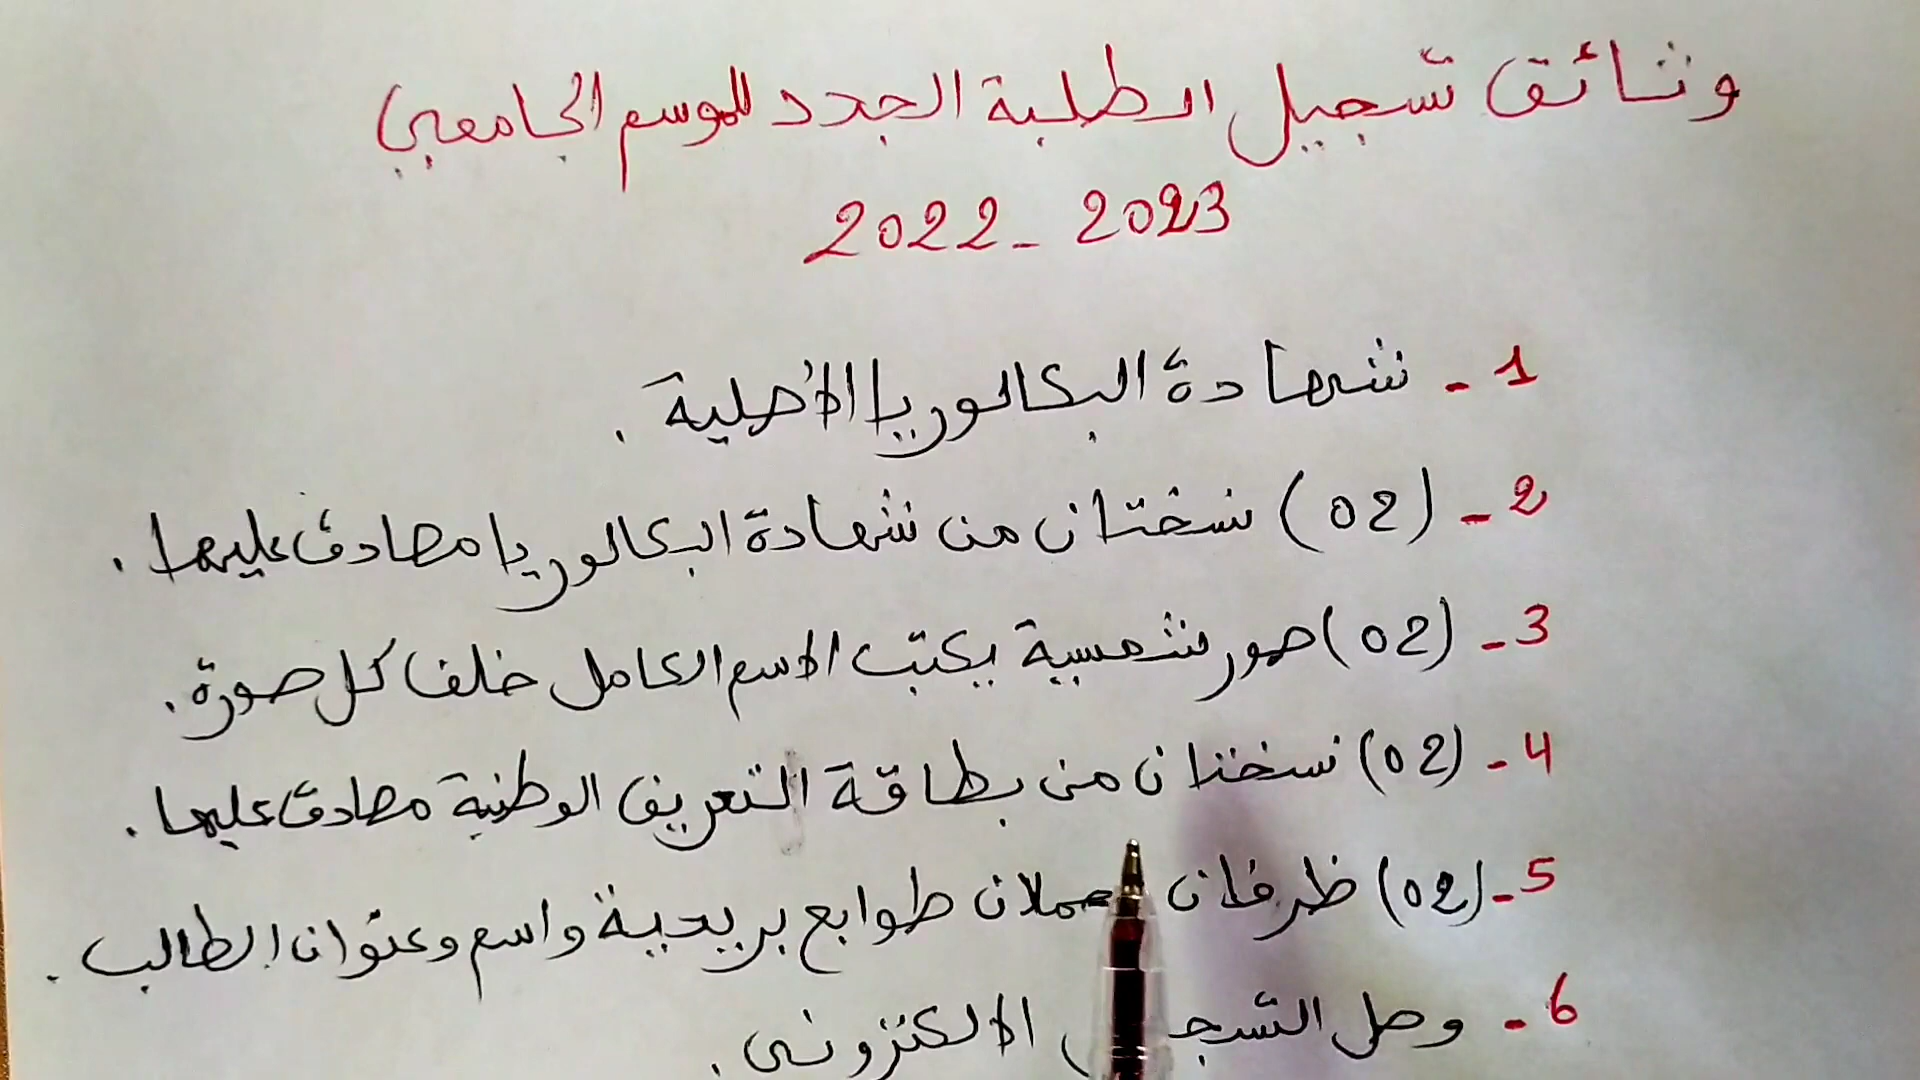 وثائق تسجيل الطلبة الجدد للموسم الجامعي
2022 - 2023
1 - شهادة البكالوريا الأصلية .
2 - (02) نسختان من شهادة البكالوريا مصادق عليها .
3 - (02) صور شمسية يكتب الاسم الكامل خلف كل صورة .
4 - (02) نسختان من بطاقة التعريف الوطنية مصادق عليها .
5 - (02) ظرفان طوابع بريدية واسم وعنوان الطالب .
6 - وصل الالكتروني .